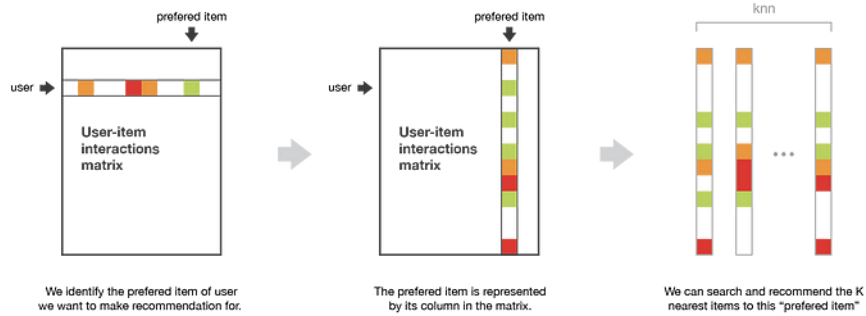 prefered item
user
User-item
interactions
matrix
We identify the prefered item of user
we want to make recommendation for.
prefered item
user
User-item
interactions
matrix
The prefered item is represented
by its column in the matrix.
knn
We can search and recommend the K
nearest items to this “prefered item”